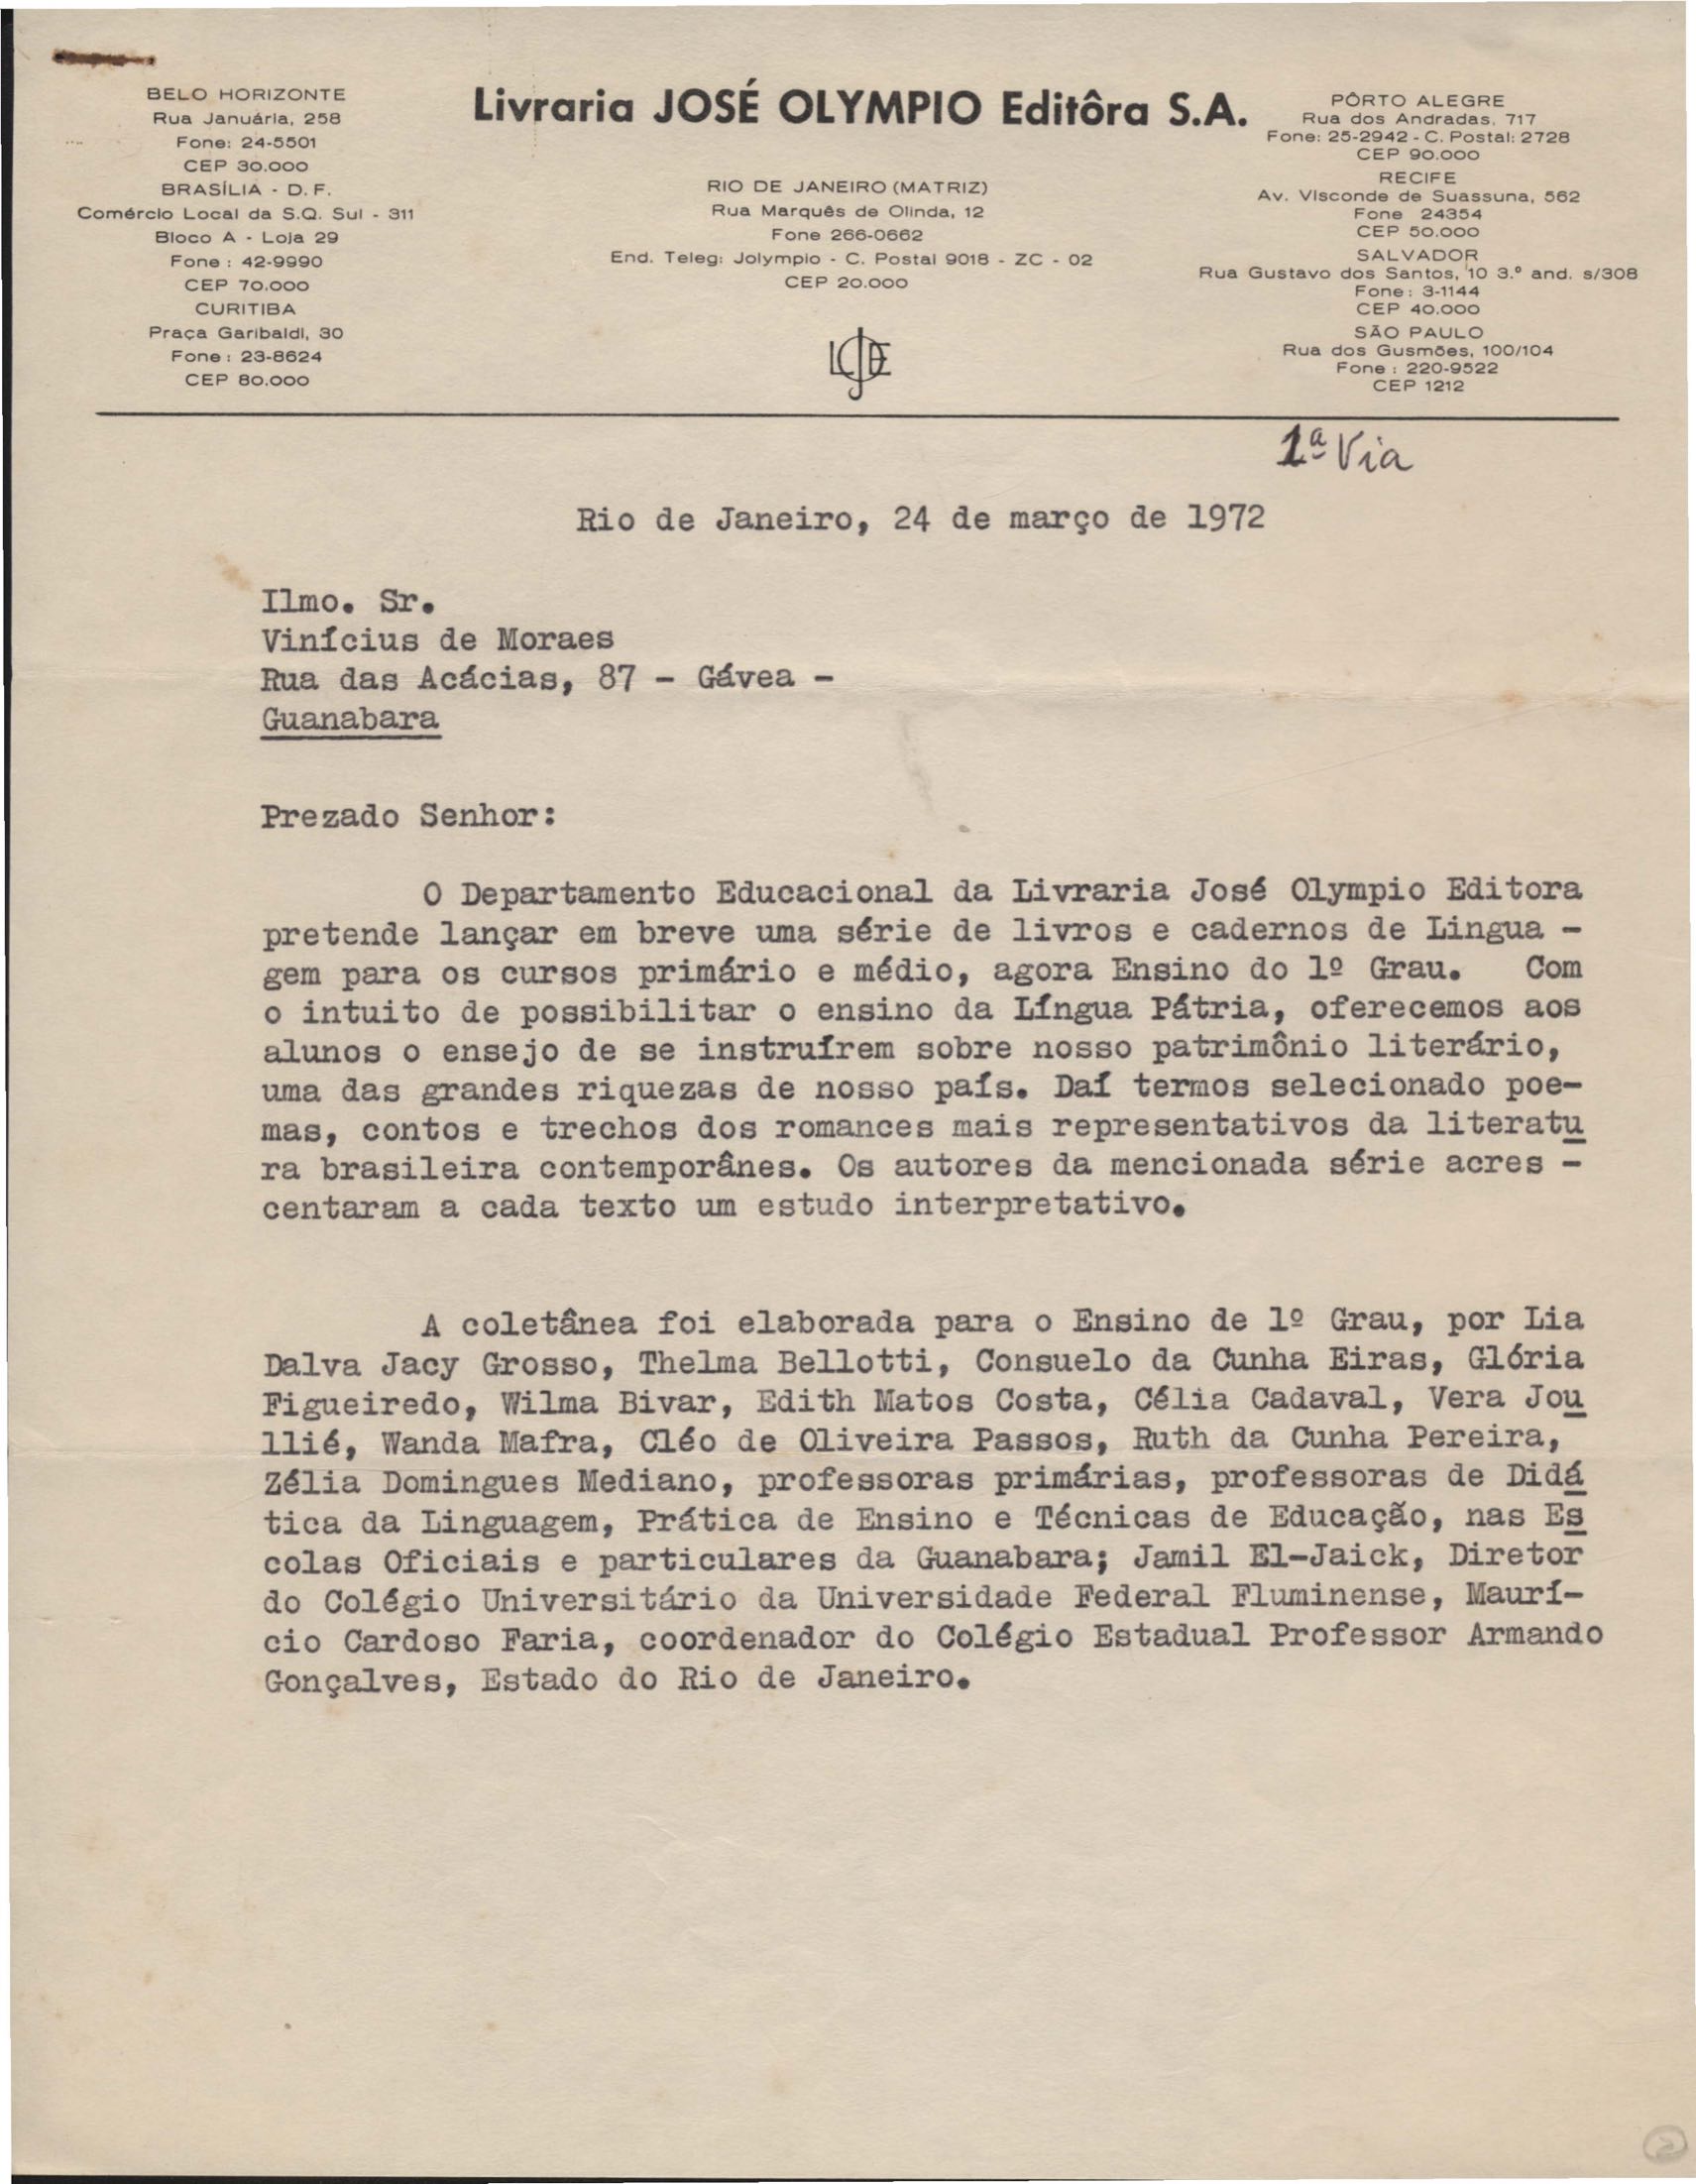 BELO HORIZONTE
Rua Januária, 258
Fone: 24-5501
CEP 30.000
BRASÍLIA - D. F.
Comércio Local da S.Q. Sul - 311
Bloco A - Loja 29
Fone : 42-9990
CEP 70.000
CURITIBA
Praça Garibaldi, 30
Fone : 23-8624
CEP 80.000
Livraria JOSÉ OLYMPIO Editôra S.A.
RIO DE JANEIRO (MATRIZ)
Rua Marquês de Olinda, 12
Fone 266-0662
End. Teleg: Jolympio - C. Postal 9018 - ZC - 02
CEP 20.000
PÔRTO ALEGRE
Rua dos Andradas, 717
Fone: 25-2942 - C. Postal: 2728
CEP 90.000
RECIFE
Av. Visconde de Suassuna, 562
Fone 24354
CEP 50.000
SALVADOR
Rua Gustavo dos Santos, 10 3.º and. s/308
Fone : 3-1144
CEP 40.000
SÃO PAULO
Rua dos Gusmões, 100/104
Fone : 220-9522
CEP 1212
1ª Via
Rio de Janeiro, 24 de março de 1972
Ilmo. Sr.
Vinícius de Moraes
Rua das Acácias, 87 - Gávea -
Guanabara
Prezado Senhor:
O Departamento Educacional da Livraria José Olympio Editora
pretende lançar em breve uma série de livros e cadernos de Lingua -
gem para os cursos primário e médio, agora Ensino do 1º Grau. Com
o intuito de possibilitar o ensino da Língua Pátria, oferecemos aos
alunos o ensejo de se instruírem sobre nosso patrimônio literário,
uma das grandes riquezas de nosso país. Daí termos selecionado poe-
mas, contos e trechos dos romances mais representativos da literatu
ra brasileira contemporânes. Os autores da mencionada série acres -
centaram a cada texto um estudo interpretativo.
A coletânea foi elaborada para o Ensino de 1º Grau, por Lia
Dalva Jacy Grosso, Thelma Bellotti, Consuelo da Cunha Eiras, Glória
Figueiredo, Wilma Bivar, Edith Matos Costa, Célia Cadaval, Vera Jou
llié, Wanda Mafra, Cléo de Oliveira Passos, Ruth da Cunha Pereira,
Zélia Domingues Mediano, professoras primárias, professoras de Didá
tica da Linguagem, Prática de Ensino e Técnicas de Educação, nas Es
colas Oficiais e particulares da Guanabara; Jamil El-Jaick, Diretor
do Colégio Universitário da Universidade Federal Fluminense, Maurí-
cio Cardoso Faria, coordenador do Colégio Estadual Professor Armando
Gonçalves, Estado do Rio de Janeiro.
2